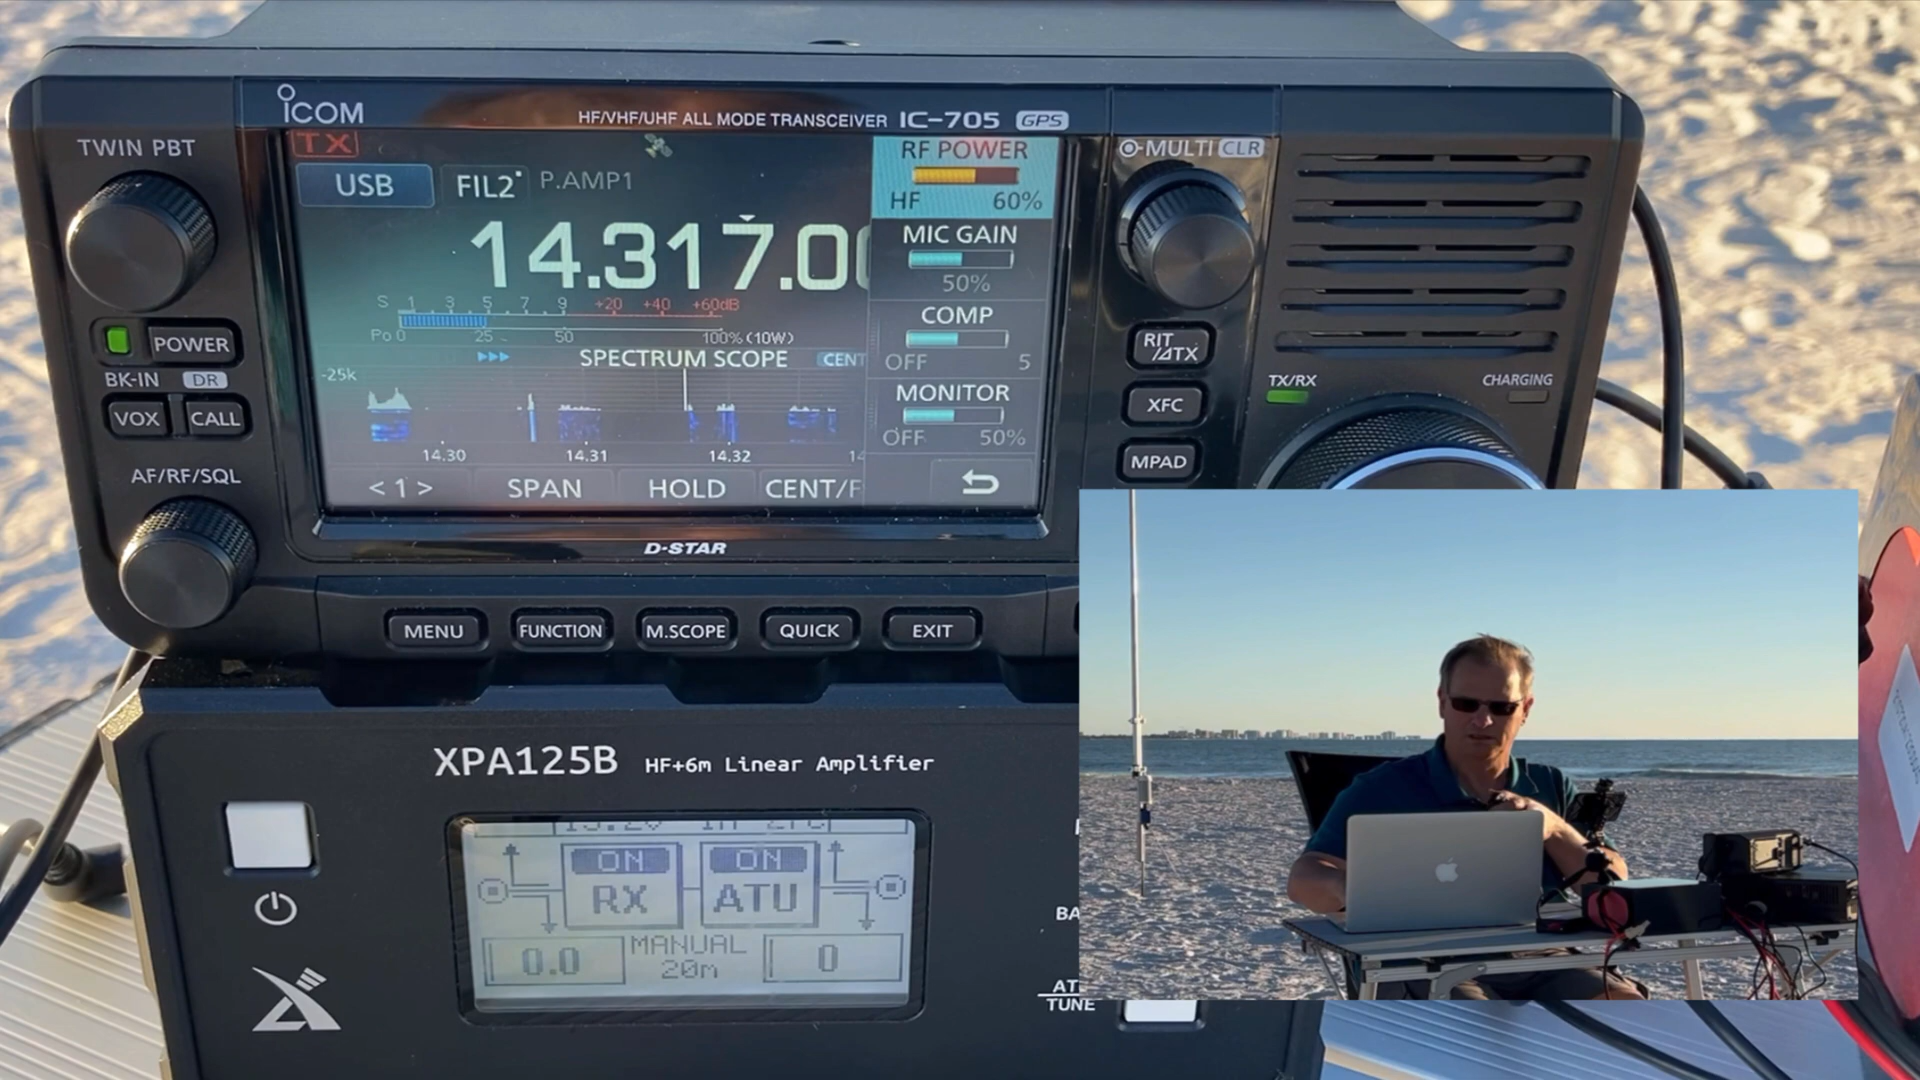 ICOM
HF/VHF/UHF ALL MODE TRANSCEIVER IC-705 GPS
TWIN PBT
TX
USB FIL2 P.AMP1
14.317.0
S 1 3 5 7 9 +20 +40 +60dB
Po 0 25 50 100% (10W)
SPECTRUM SCOPE CENT
-25k
14.30 14.31 14.32 14
<1> SPAN HOLD CENT/F
RF POWER
HF 60%
MIC GAIN
50%
COMP
OFF 5
MONITOR
OFF 50%
MULTI CLR
POWER
BK-IN DR
VOX CALL
AF/RF/SQL
RIT
/ΔTX
XFC
MPAD
TX/RX
CHARGING
D-STAR
MENU FUNCTION M.SCOPE QUICK EXIT
XPA125B HF+6m Linear Amplifier
ON ON
RX ATU
0.0 MANUAL 0
20m
BA
AT
TUNE